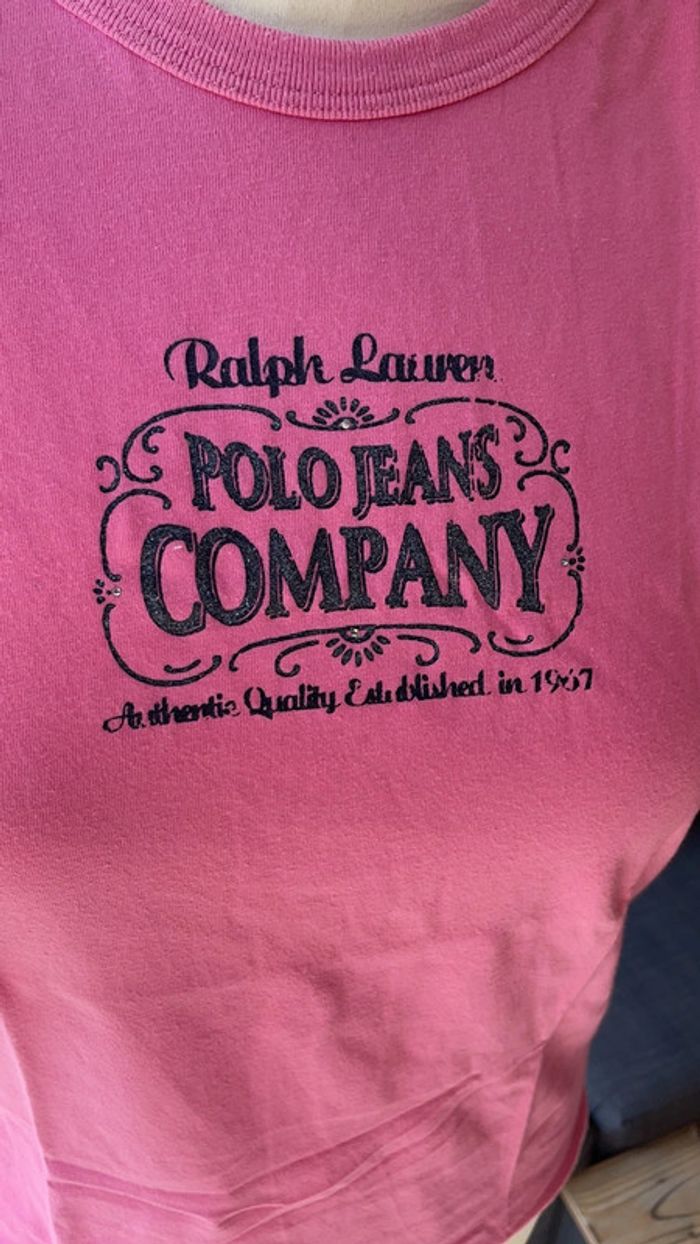 Ralph Lauren
POLO JEANS
COMPANY
Authentic Quality Established in 1967